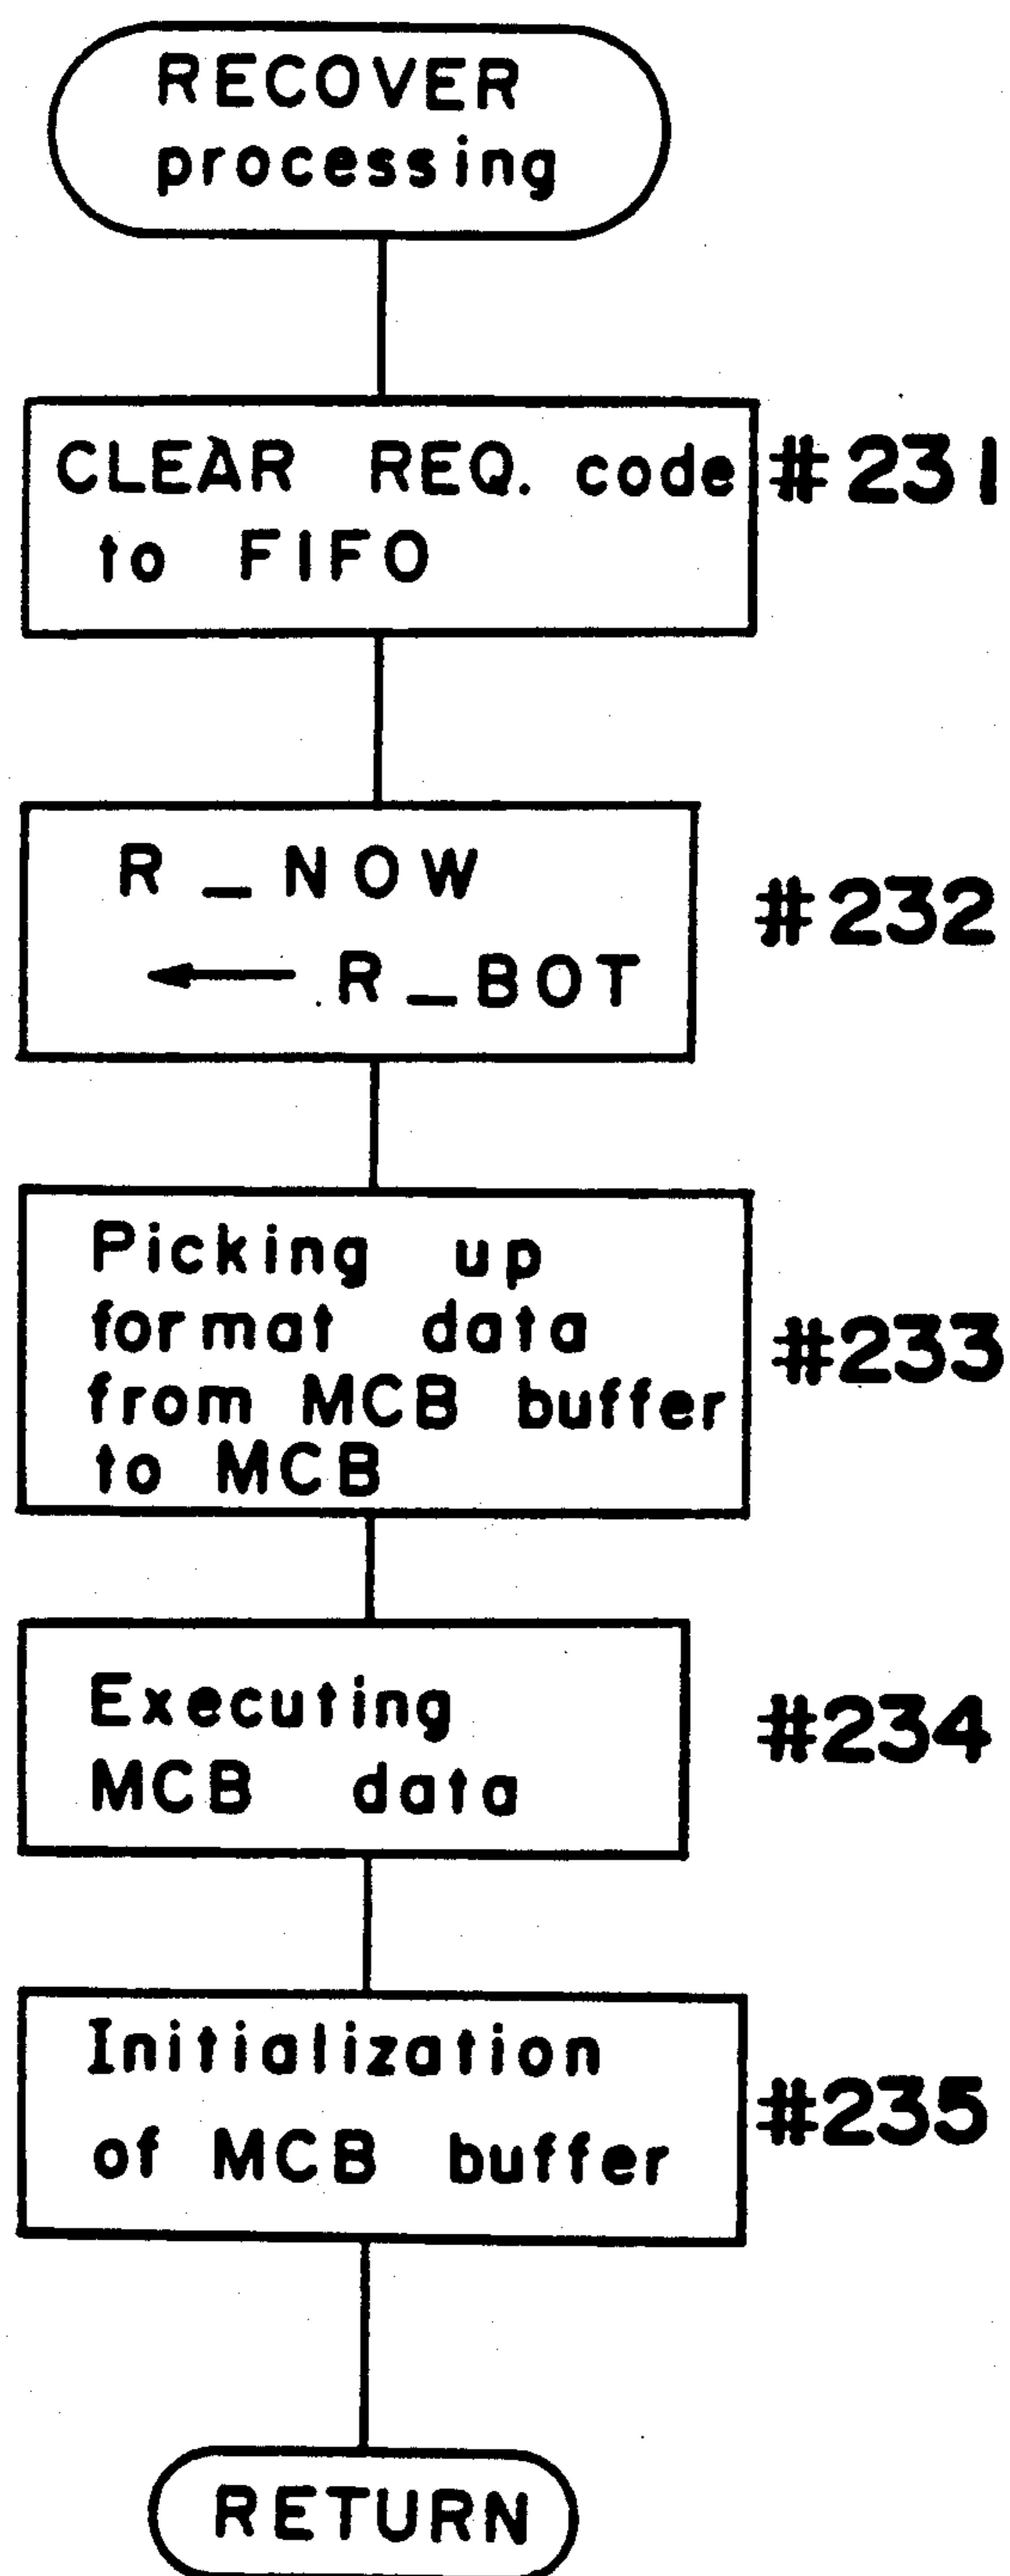 RECOVER
processing
CLEAR REQ. code #231
to FIFO
R_NOW
#232
← R_BOT
Picking up
format data
#233
from MCB buffer
to MCB
Executing
#234
MCB data
Initialization
#235
of MCB buffer
RETURN